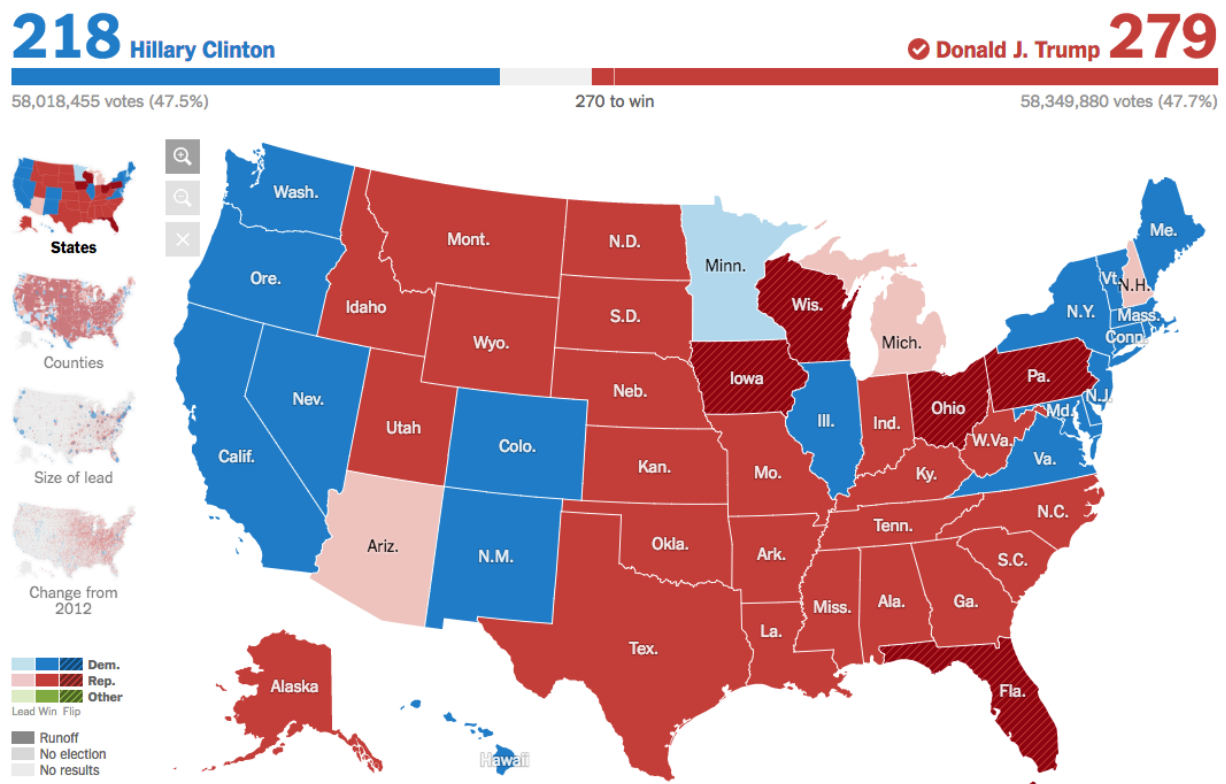 218 Hillary Clinton
Donald J. Trump 279
58,018,455 votes (47.5%)
270 to win
58,349,880 votes (47.7%)
States
Counties
Size of lead
Change from
2012
Wash.
Ore.
Calif.
Nev.
Idaho
Mont.
Wyo.
Utah
Colo.
Ariz.
N.M.
N.D.
S.D.
Neb.
Kan.
Okla.
Tex.
Minn.
Iowa
Mo.
Ark.
La.
Wis.
Ill.
Mich.
Ind.
Ohio
Ky.
Tenn.
Miss.
Ala.
Ga.
Fla.
S.C.
N.C.
Va.
W.Va.
Md.
Pa.
N.J.
N.Y.
Conn.
Mass.
Vt.
N.H.
Me.
Alaska
Hawaii
Dem.
Rep.
Other
Lead Win Flip
Runoff
No election
No results